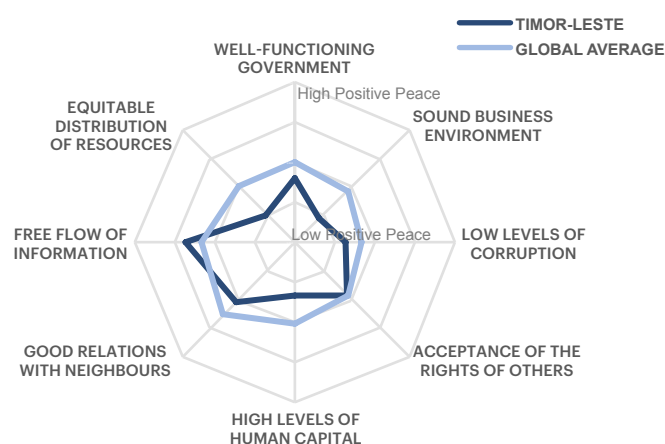 TIMOR-LESTE
GLOBAL AVERAGE
WELL-FUNCTIONING
GOVERNMENT
High Positive Peace
EQUITABLE
DISTRIBUTION
OF RESOURCES
SOUND BUSINESS
ENVIRONMENT
FREE FLOW OF
INFORMATION
Low Positive Peace
LOW LEVELS OF
CORRUPTION
GOOD RELATIONS
WITH NEIGHBOURS
ACCEPTANCE OF THE
RIGHTS OF OTHERS
HIGH LEVELS OF
HUMAN CAPITAL